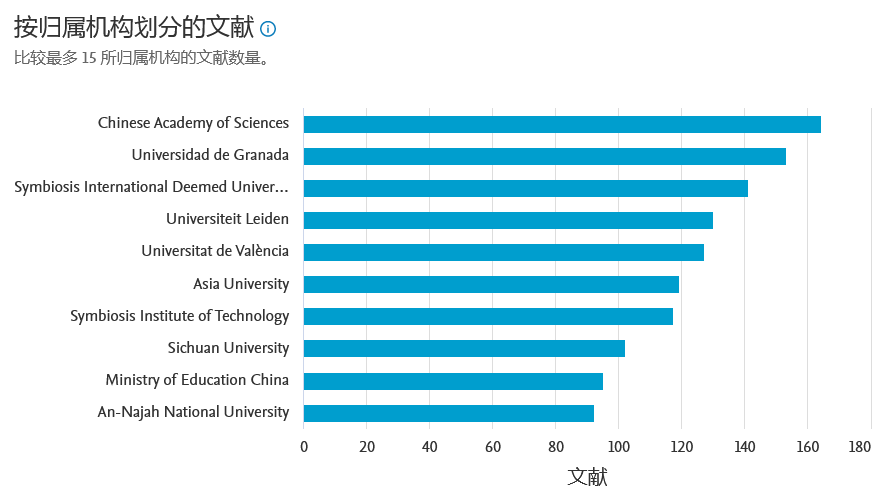 按归属机构划分的文献
比较最多 15 所归属机构的文献数量。
Chinese Academy of Sciences
Universidad de Granada
Symbiosis International Deemed Univer…
Universiteit Leiden
Universitat de València
Asia University
Symbiosis Institute of Technology
Sichuan University
Ministry of Education China
An-Najah National University
0 20 40 60 80 100 120 140 160 180
文献